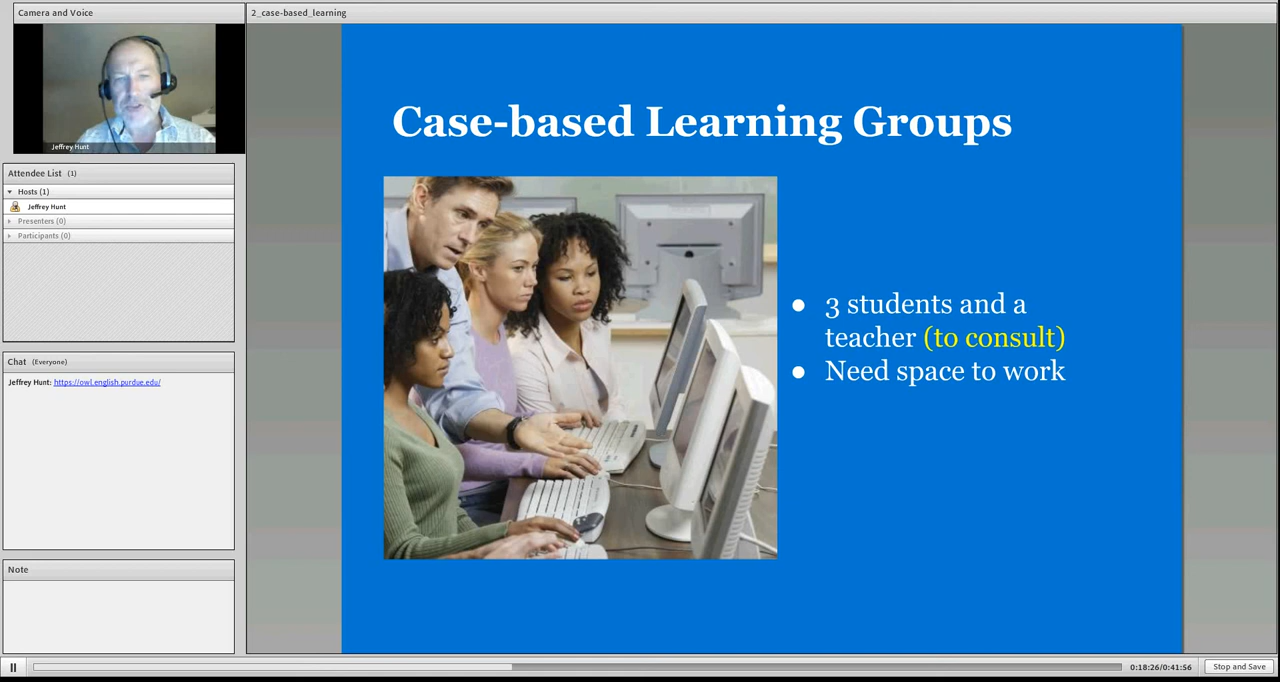 Camera and Voice
2_case-based_learning
Jeffrey Hunt
Attendee List (1)
Hosts (1)
Jeffrey Hunt
Presenters (0)
Participants (0)
Chat (Everyone)
Jeffrey Hunt: https://owl.english.purdue.edu/
Note
Case-based Learning Groups
● 3 students and a
teacher (to consult)
● Need space to work
0:18:26/0:41:56
Stop and Save